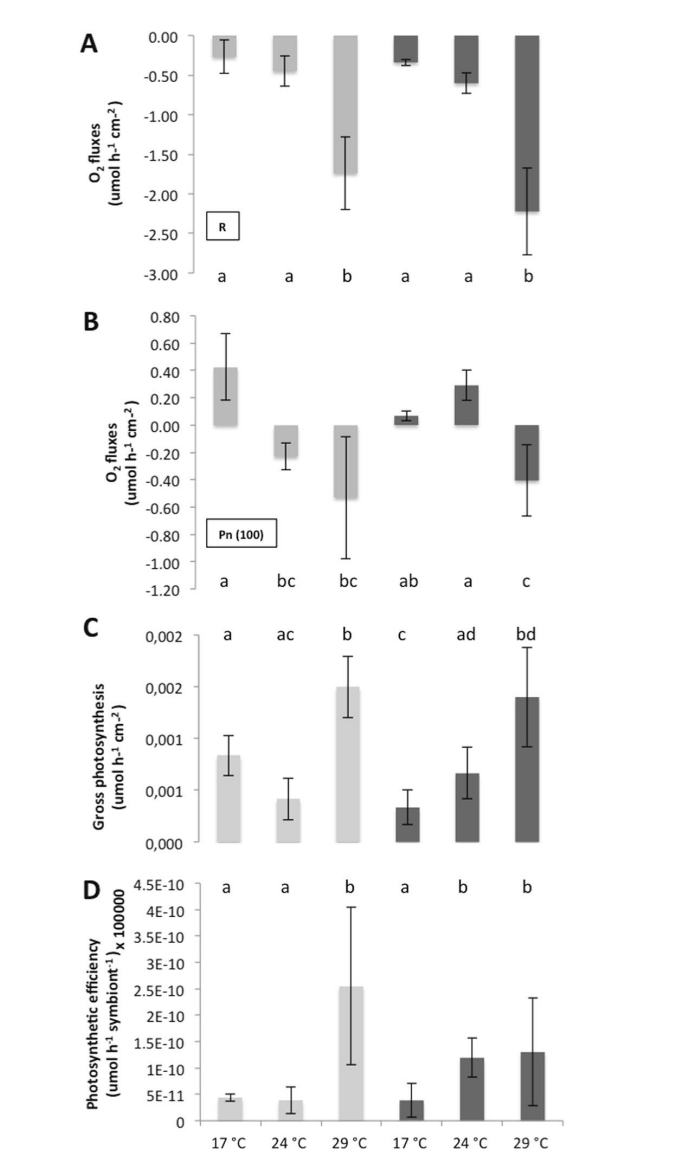 A
O2 fluxes
(umol h-1 cm-2)
0.00
-0.50
-1.00
-1.50
-2.00
-2.50
-3.00
R
a a b a a b
B
O2 fluxes
(umol h-1 cm-2)
0.80
0.60
0.40
0.20
0.00
-0.20
-0.40
-0.60
-0.80
-1.00
-1.20
Pn (100)
a bc bc ab a c
C
Gross photosynthesis
(umol h-1 cm-2)
0,002
0,002
0,001
0,001
0,000
a ac b c ad bd
D
Photosynthetic efficiency
(umol h-1 symbiont-1) x 100000
4.5E-10
4E-10
3.5E-10
3E-10
2.5E-10
2E-10
1.5E-10
1E-10
5E-11
0
a a b a b b
17 °C 24 °C 29 °C 17 °C 24 °C 29 °C